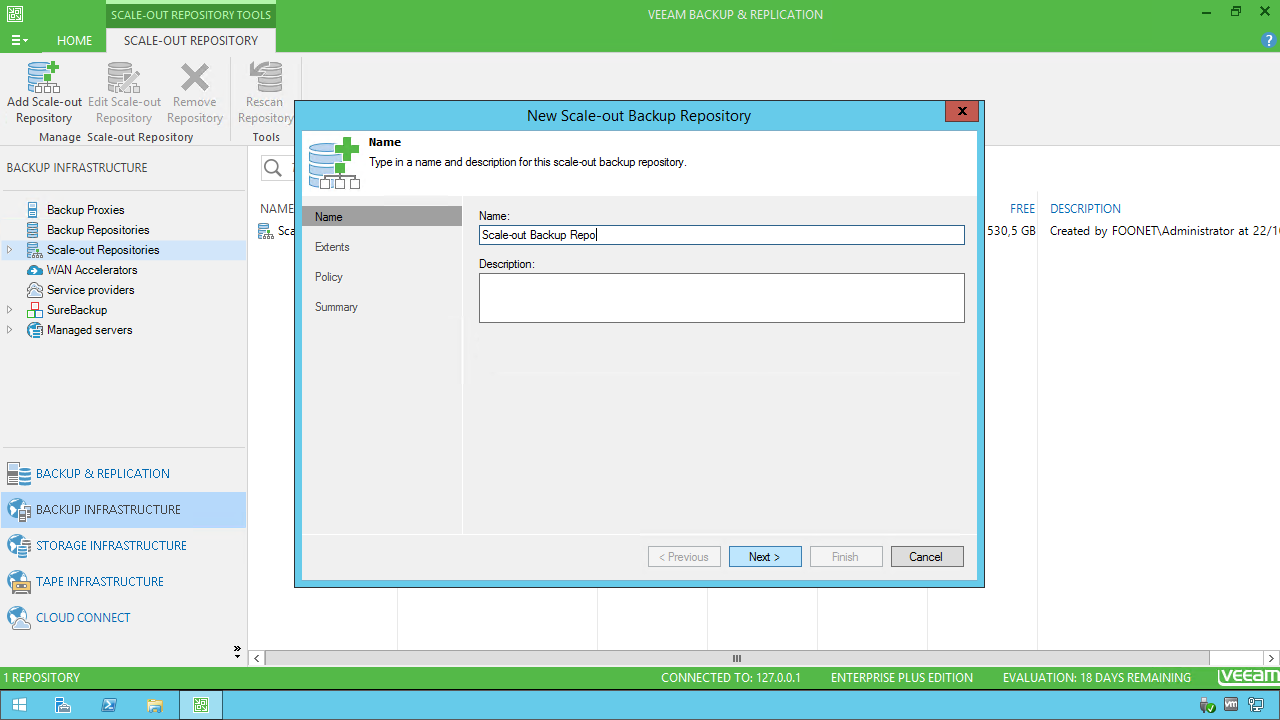 SCALE-OUT REPOSITORY TOOLS
VEEAM BACKUP & REPLICATION
HOME
SCALE-OUT REPOSITORY
?
Add Scale-out Repository
Edit Scale-out Repository
Remove Repository
Rescan Repository
Manage Scale-out Repository
Tools
New Scale-out Backup Repository
Name
Type in a name and description for this scale-out backup repository.
Name
Extents
Policy
Summary
Name:
Scale-out Backup Repo
Description:
< Previous
Next >
Finish
Cancel
BACKUP INFRASTRUCTURE
Backup Proxies
Backup Repositories
Scale-out Repositories
WAN Accelerators
Service providers
SureBackup
Managed servers
BACKUP & REPLICATION
BACKUP INFRASTRUCTURE
STORAGE INFRASTRUCTURE
TAPE INFRASTRUCTURE
CLOUD CONNECT
NAME
FREE
DESCRIPTION
Sca
530,5 GB
Created by FOONET\Administrator at 22/10
1 REPOSITORY
CONNECTED TO: 127.0.0.1
ENTERPRISE PLUS EDITION
EVALUATION: 18 DAYS REMAINING
veeam
vm